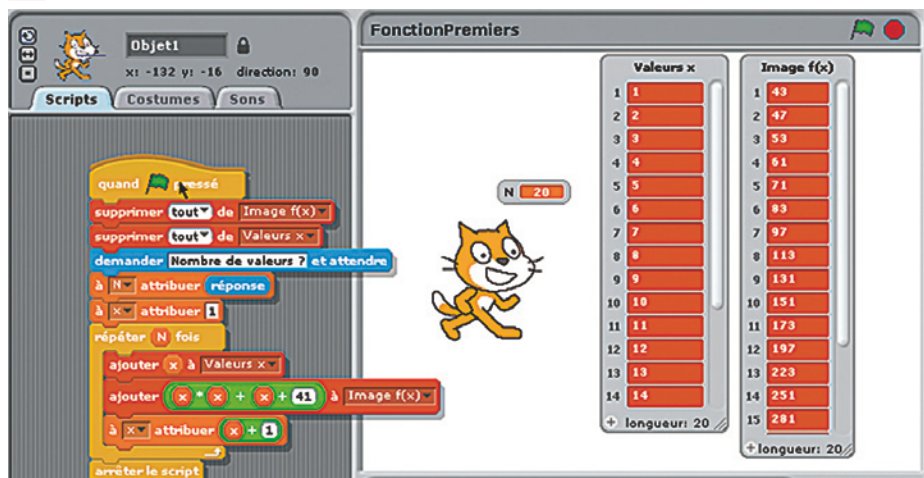 Objet1
x: -132 y: -16 direction: 90
Scripts Costumes Sons
quand pressé
supprimer tout de Image f(x)
supprimer tout de Valeurs x
demander Nombre de valeurs ? et attendre
à N attribuer réponse
à x attribuer 1
répéter N fois
ajouter x à Valeurs x
ajouter x * x + x + 41 à Image f(x)
à x attribuer x + 1
arrêter le script
FonctionPremiers
N 20
Valeurs x
1 1
2 2
3 3
4 4
5 5
6 6
7 7
8 8
9 9
10 10
11 11
12 12
13 13
14 14
+ longueur: 20
Image f(x)
1 43
2 47
3 53
4 61
5 71
6 83
7 97
8 113
9 131
10 151
11 173
12 197
13 223
14 251
15 281
+ longueur: 20